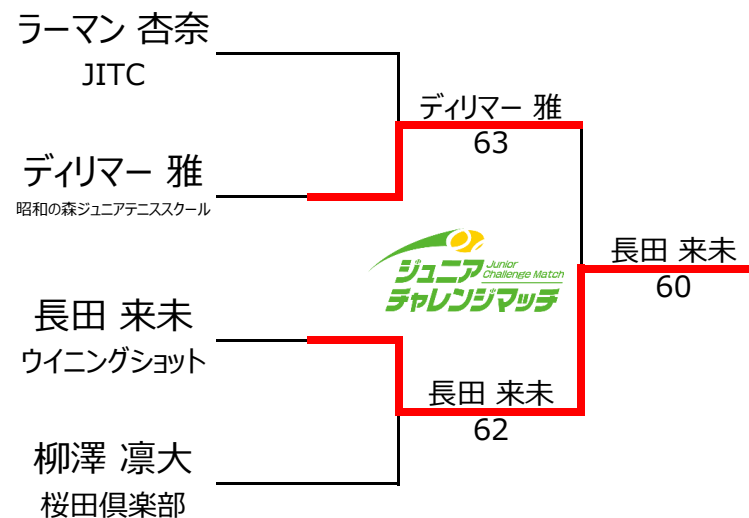 ラーマン 杏奈
JITC
ディリマー 雅
63
ディリマー 雅
昭和の森ジュニアテニススクール
ジュニア
Junior
Challenge Match
チャレンジマッチ
長田 来未
60
長田 来未
ウイニングショット
長田 来未
62
柳澤 凛大
桜田倶楽部